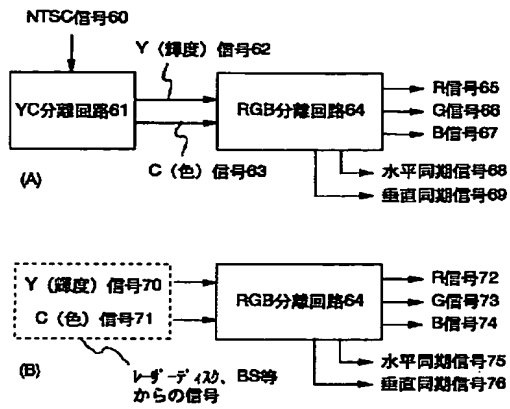 NTSC信号60
Y（輝度）信号62
YC分離回路61
RGB分離回路64
R信号65
G信号66
B信号67
C（色）信号63
水平同期信号68
垂直同期信号69
(A)
Y（輝度）信号70
C（色）信号71
RGB分離回路64
R信号72
G信号73
B信号74
水平同期信号75
垂直同期信号76
(B)
ﾚｰｻﾞｰﾃﾞｨｽｸ、BS等
からの信号